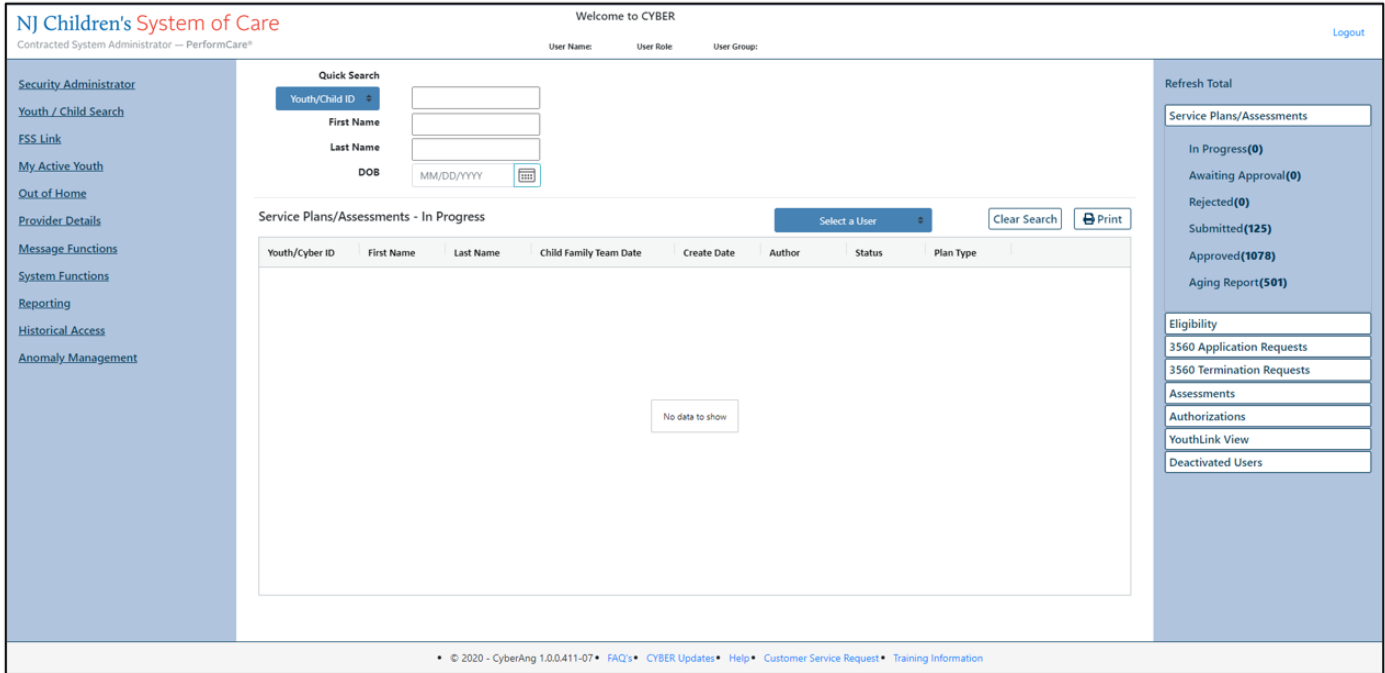 NJ Children's System of Care
Contracted System Administrator — PerformCare®
Welcome to CYBER
User Name: User Role User Group:
Logout
Security Administrator
Youth / Child Search
FSS Link
My Active Youth
Out of Home
Provider Details
Message Functions
System Functions
Reporting
Historical Access
Anomaly Management
Quick Search
Youth/Child ID
First Name
Last Name
DOB MM/DD/YYYY
Service Plans/Assessments - In Progress Select a User Clear Search Print
Youth/Cyber ID First Name Last Name Child Family Team Date Create Date Author Status Plan Type
No data to show
Refresh Total
Service Plans/Assessments
In Progress(0)
Awaiting Approval(0)
Rejected(0)
Submitted(125)
Approved(1078)
Aging Report(501)
Eligibility
3560 Application Requests
3560 Termination Requests
Assessments
Authorizations
YouthLink View
Deactivated Users
• © 2020 - CyberAng 1.0.0.411-07• FAQ's• CYBER Updates• Help• Customer Service Request• Training Information